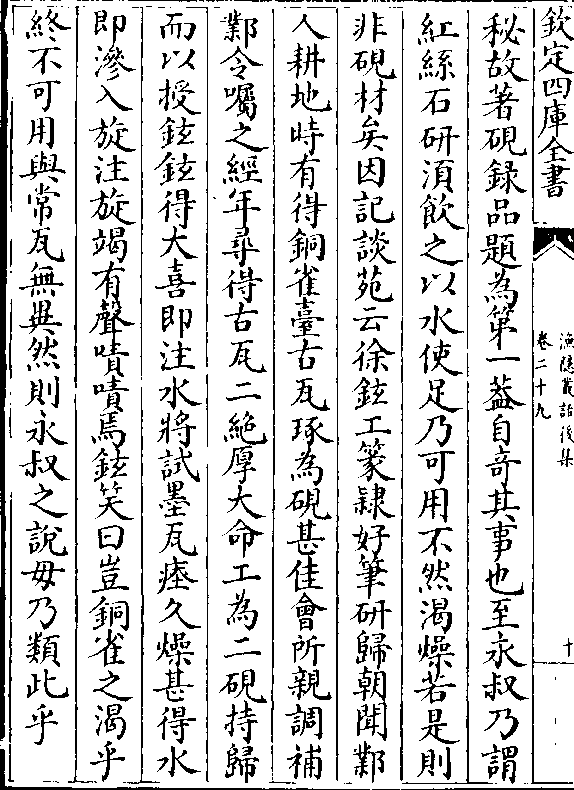 欽定四庫全書
漁隱叢話後集
卷二十九
十
秘故著硯録品題為第一葢自竒其事也至永叔乃謂
紅絲石研湏飲之以水使足乃可用不然渇燥若是則
非硯材矣因記談苑云徐鉉工篆隷好筆研歸朝聞鄴
人耕地時有得銅雀臺古瓦琢為硯甚佳會所親調補
鄴令囑之經年尋得古瓦二絶厚大命工為二硯持歸
而以授鉉鉉得大喜即注水將試墨瓦瘞久燥甚得水
即滲入旋注旋竭有聲嘖嘖焉鉉笑曰豈銅雀之渇乎
終不可用與常瓦無異然則永叔之說毋乃類此乎